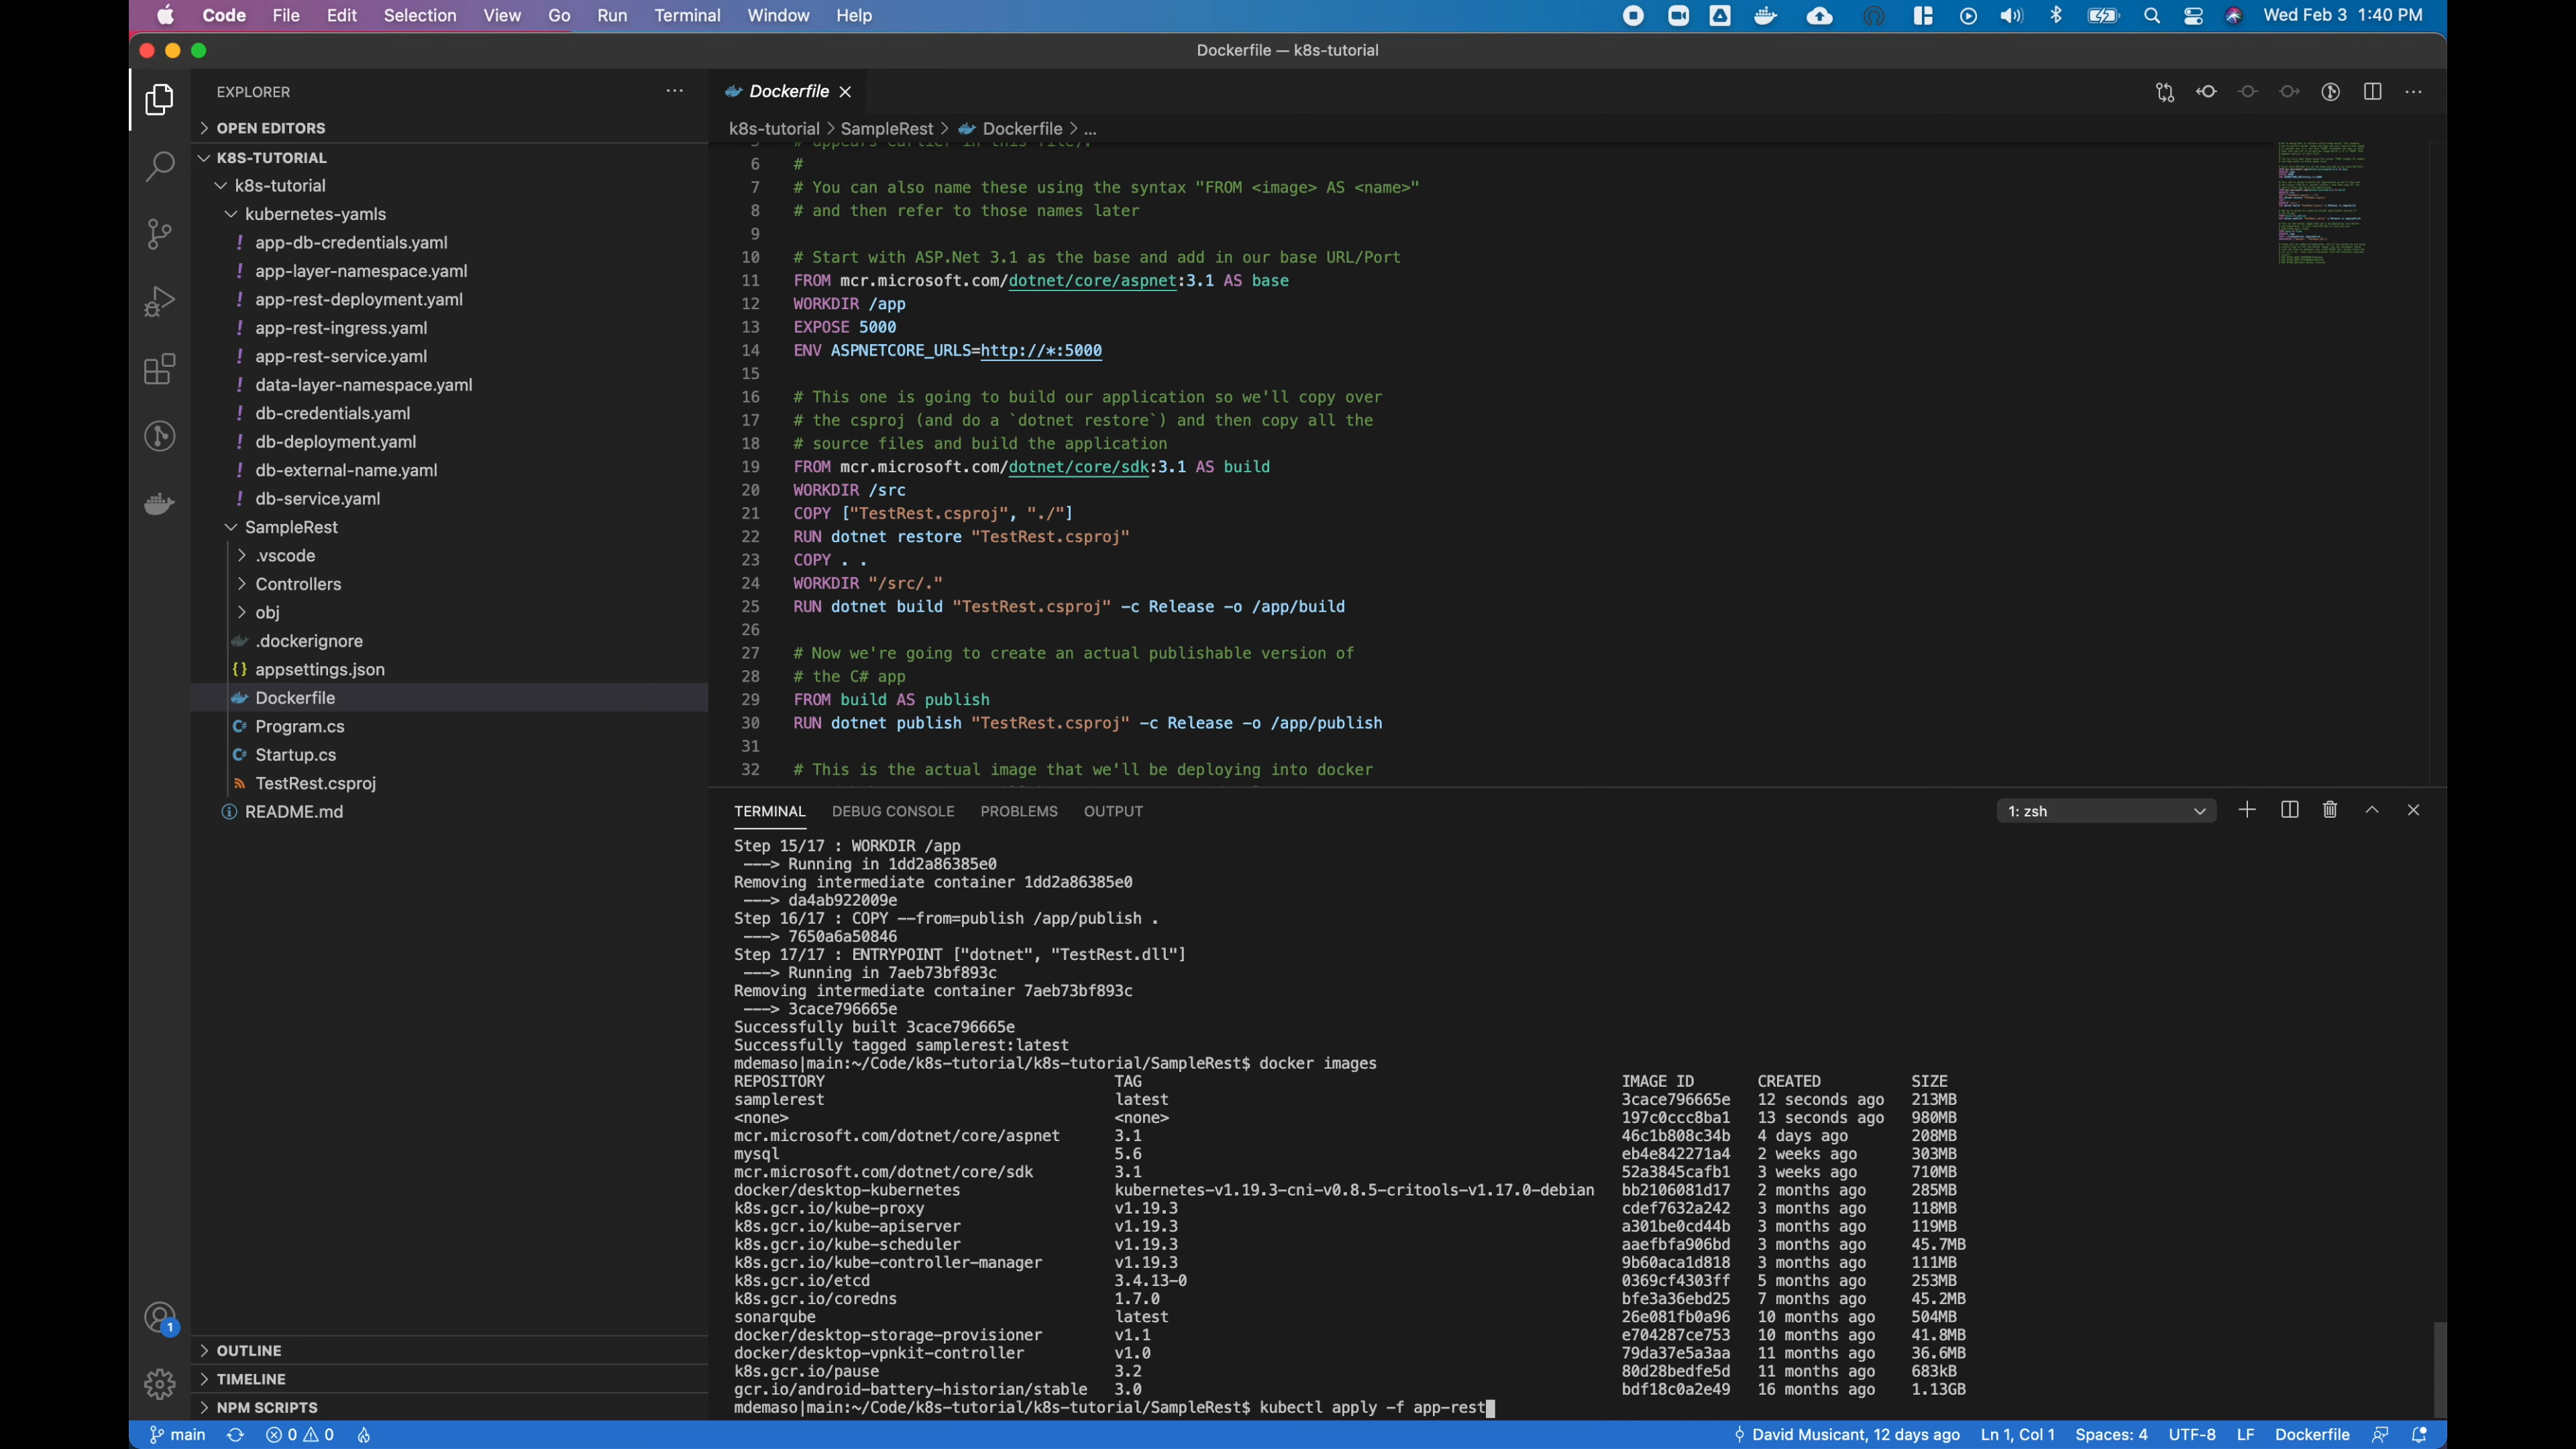 Code File Edit Selection View Go Run Terminal Window Help
Wed Feb 3 1:40 PM
Dockerfile — k8s-tutorial
EXPLORER
OPEN EDITORS
K8S-TUTORIAL
k8s-tutorial
kubernetes-yamls
! app-db-credentials.yaml
! app-layer-namespace.yaml
! app-rest-deployment.yaml
! app-rest-ingress.yaml
! app-rest-service.yaml
! data-layer-namespace.yaml
! db-credentials.yaml
! db-deployment.yaml
! db-external-name.yaml
! db-service.yaml
SampleRest
.vscode
Controllers
obj
.dockerignore
{} appsettings.json
Dockerfile
C# Program.cs
C# Startup.cs
TestRest.csproj
README.md
OUTLINE
TIMELINE
NPM SCRIPTS
Dockerfile
k8s-tutorial > SampleRest > Dockerfile > ...
5 # appears earlier in this file).
6 #
7 # You can also name these using the syntax "FROM <image> AS <name>"
8 # and then refer to those names later
9
10 # Start with ASP.Net 3.1 as the base and add in our base URL/Port
11 FROM mcr.microsoft.com/dotnet/core/aspnet:3.1 AS base
12 WORKDIR /app
13 EXPOSE 5000
14 ENV ASPNETCORE_URLS=http://*:5000
15
16 # This one is going to build our application so we'll copy over
17 # the csproj (and do a `dotnet restore`) and then copy all the
18 # source files and build the application
19 FROM mcr.microsoft.com/dotnet/core/sdk:3.1 AS build
20 WORKDIR /src
21 COPY ["TestRest.csproj", "./"]
22 RUN dotnet restore "TestRest.csproj"
23 COPY . .
24 WORKDIR "/src/."
25 RUN dotnet build "TestRest.csproj" -c Release -o /app/build
26
27 # Now we're going to create an actual publishable version of
28 # the C# app
29 FROM build AS publish
30 RUN dotnet publish "TestRest.csproj" -c Release -o /app/publish
31
32 # This is the actual image that we'll be deploying into docker
TERMINAL DEBUG CONSOLE PROBLEMS OUTPUT
1: zsh
Step 15/17 : WORKDIR /app
---> Running in 1dd2a86385e0
Removing intermediate container 1dd2a86385e0
---> da4ab922009e
Step 16/17 : COPY --from=publish /app/publish .
---> 7650a6a50846
Step 17/17 : ENTRYPOINT ["dotnet", "TestRest.dll"]
---> Running in 7aeb73bf893c
Removing intermediate container 7aeb73bf893c
---> 3cace796665e
Successfully built 3cace796665e
Successfully tagged samplerest:latest
mdemaso|main:~/Code/k8s-tutorial/k8s-tutorial/SampleRest$ docker images
REPOSITORY TAG IMAGE ID CREATED SIZE
samplerest latest 3cace796665e 12 seconds ago 213MB
<none> <none> 197c0ccc8ba1 13 seconds ago 980MB
mcr.microsoft.com/dotnet/core/aspnet 3.1 46c1b808c34b 4 days ago 208MB
mysql 5.6 eb4e842271a4 2 weeks ago 303MB
mcr.microsoft.com/dotnet/core/sdk 3.1 52a3845cafb1 3 weeks ago 710MB
docker/desktop-kubernetes kubernetes-v1.19.3-cni-v0.8.5-critools-v1.17.0-debian bb2106081d17 2 months ago 285MB
k8s.gcr.io/kube-proxy v1.19.3 cdef7632a242 3 months ago 118MB
k8s.gcr.io/kube-apiserver v1.19.3 a301be0cd44b 3 months ago 119MB
k8s.gcr.io/kube-scheduler v1.19.3 aaefbfa906bd 3 months ago 45.7MB
k8s.gcr.io/kube-controller-manager v1.19.3 9b60aca1d818 3 months ago 111MB
k8s.gcr.io/etcd 3.4.13-0 0369cf4303ff 5 months ago 253MB
k8s.gcr.io/coredns 1.7.0 bfe3a36ebd25 7 months ago 45.2MB
sonarqube latest 26e081fb0a96 10 months ago 504MB
docker/desktop-storage-provisioner v1.1 e704287ce753 10 months ago 41.8MB
docker/desktop-vpnkit-controller v1.0 79da37e5a3aa 11 months ago 36.6MB
k8s.gcr.io/pause 3.2 80d28bedfe5d 11 months ago 683kB
gcr.io/android-battery-historian/stable 3.0 bdf18c0a2e49 16 months ago 1.13GB
mdemaso|main:~/Code/k8s-tutorial/k8s-tutorial/SampleRest$ kubectl apply -f app-rest
1
main 0 0 David Musicant, 12 days ago Ln 1, Col 1 Spaces: 4 UTF-8 LF Dockerfile